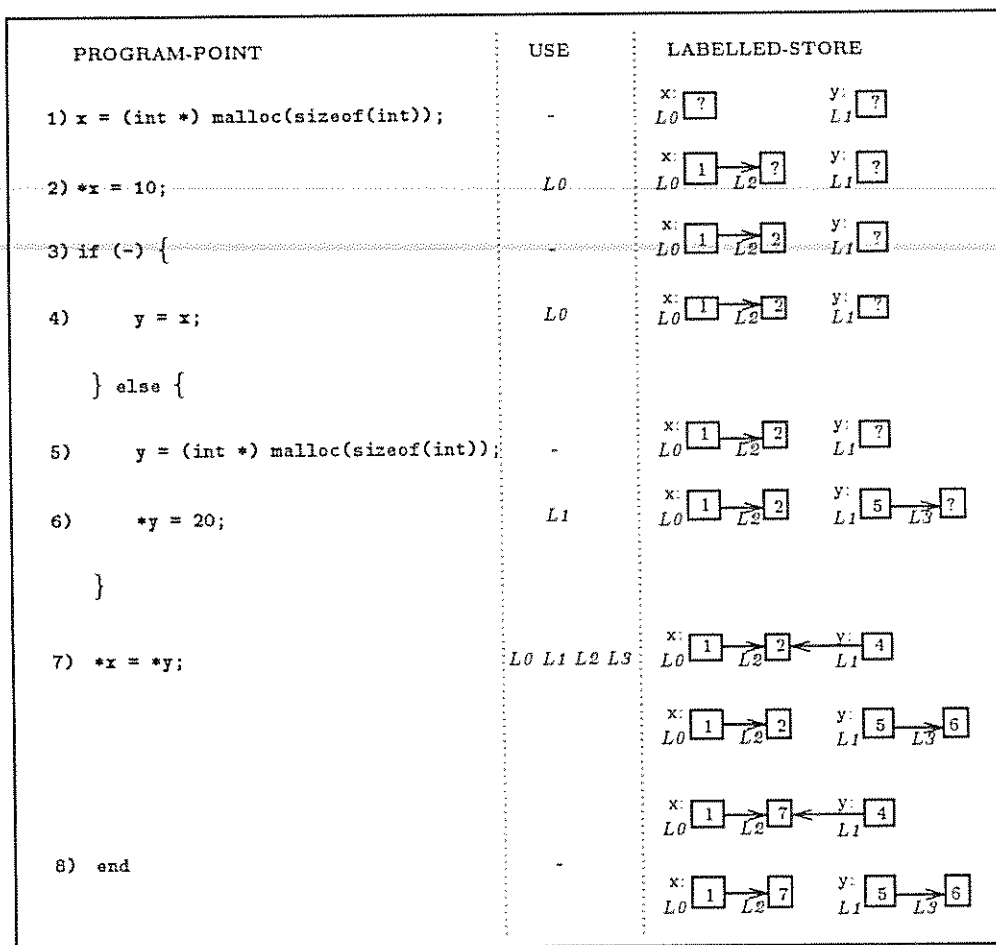 PROGRAM-POINT USE LABELLED-STORE
x: y:
1) x = (int *) malloc(sizeof(int)); - L0 ? L1 ?
x: y:
2) *x = 10; L0 L0 1 L2 ? L1 ?
x: y:
3) if (-) { - L0 1 L2 2 L1 ?
x: y:
4) y = x; L0 L0 1 L2 2 L1 ?
} else {
x: y:
5) y = (int *) malloc(sizeof(int)); - L0 1 L2 2 L1 ?
x: y:
6) *y = 20; L1 L0 1 L2 2 L1 5 L3 ?
}
x: y:
7) *x = *y; L0 L1 L2 L3 L0 1 L2 2 L1 4
x: y:
L0 1 L2 2 L1 5 L3 6
x: y:
L0 1 L2 7 L1 4
8) end -
x: y:
L0 1 L2 7 L1 5 L3 6